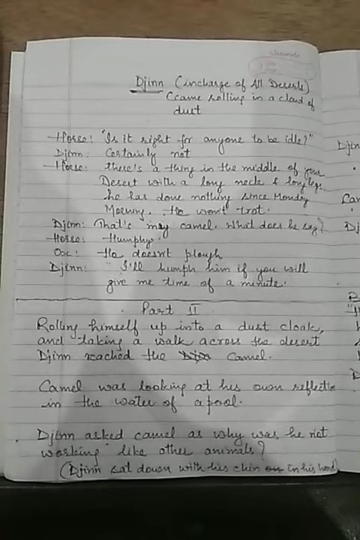 Djinn (incharge of All Deserts)
(came rolling in a cloud of
dust
Horse: "Is it right for anyone to be idle?"
Djinn: Certainly not
Horse: there's a thing in the middle of your
Desert with a long neck & long legs
he has done nothing since Monday
Morning. He won't trot.
Djinn: That's my camel. What does he say?
Horse: Humph
Ox: He doesn't plough
Djinn: "I'll humph him if you will
give me time of a minute.
Part II
Rolling himself up into a dust cloak,
and taking a walk across the desert
Djinn reached the camel.
Camel was looking at his own reflectio
in the water of a pool.
Djinn asked camel as why was he not
working like other animals?
(Djinn sat down with his chin in his hand)